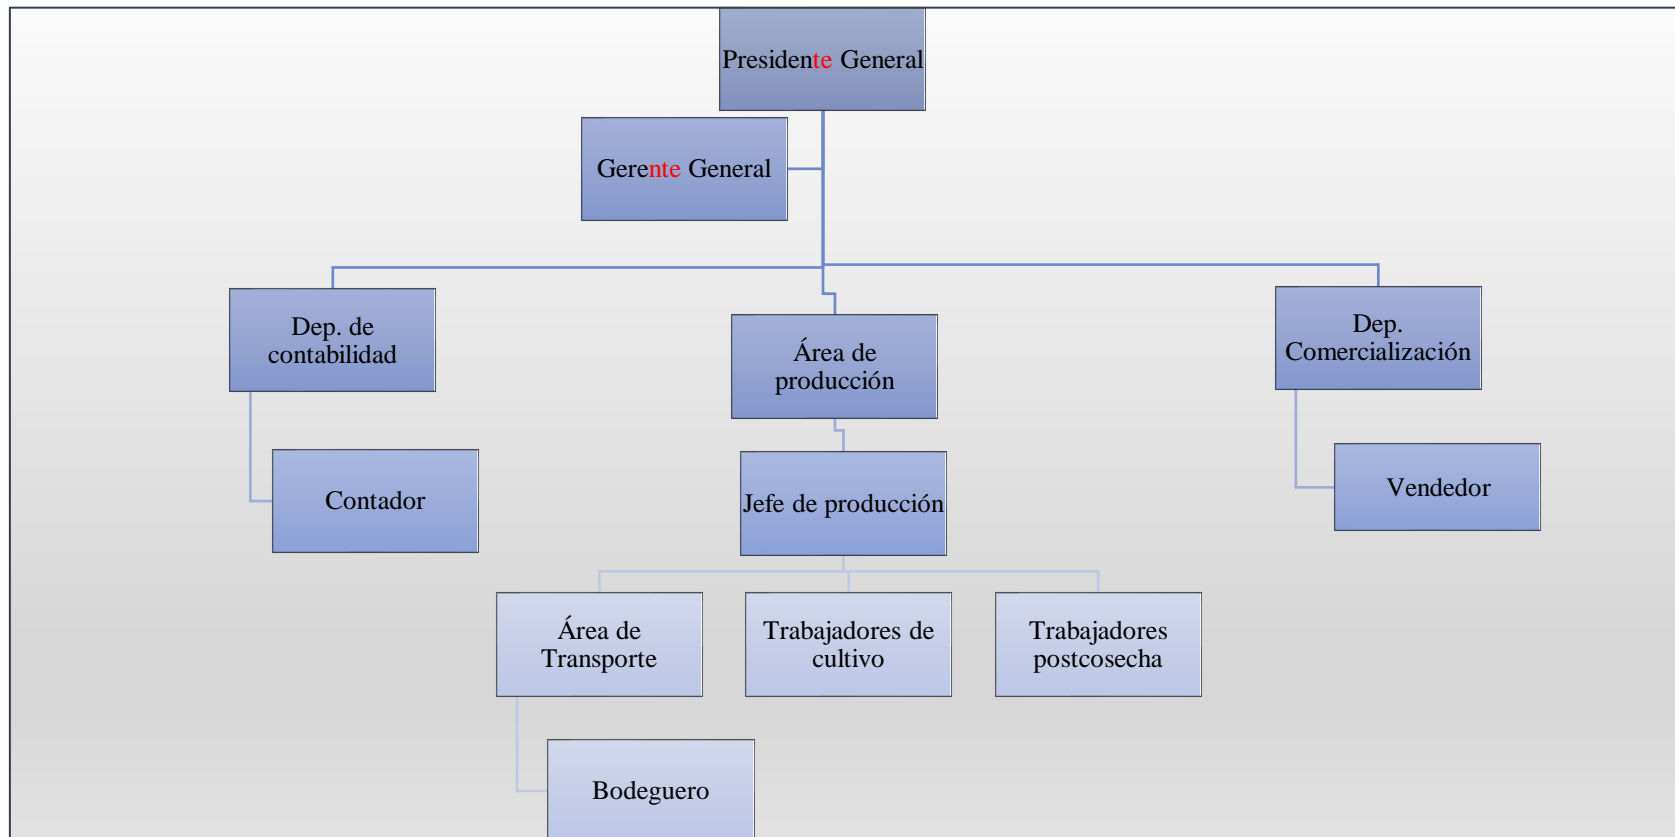 Presidente General
Gerente General
Dep. de
contabilidad
Área de
producción
Dep.
Comercialización
Contador
Jefe de producción
Vendedor
Área de
Transporte
Trabajadores de
cultivo
Trabajadores
postcosecha
Bodeguero